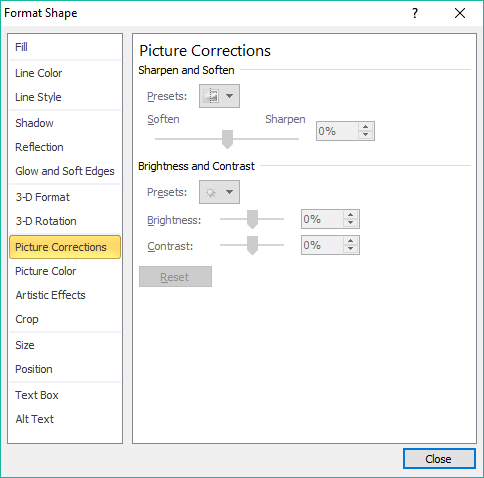 Format Shape
?
Fill
Line Color
Line Style
Shadow
Reflection
Glow and Soft Edges
3-D Format
3-D Rotation
Picture Corrections
Picture Color
Artistic Effects
Crop
Size
Position
Text Box
Alt Text
Picture Corrections
Sharpen and Soften
Presets:
Soften Sharpen
0%
Brightness and Contrast
Presets:
Brightness: 0%
Contrast: 0%
Reset
Close